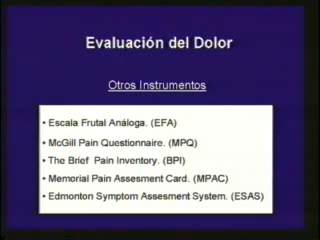 Evaluación del Dolor
Otros Instrumentos
• Escala Frutal Análoga. (EFA)
• McGill Pain Questionnaire. (MPQ)
• The Brief Pain Inventory. (BPI)
• Memorial Pain Assesment Card. (MPAC)
• Edmonton Symptom Assesment System. (ESAS)